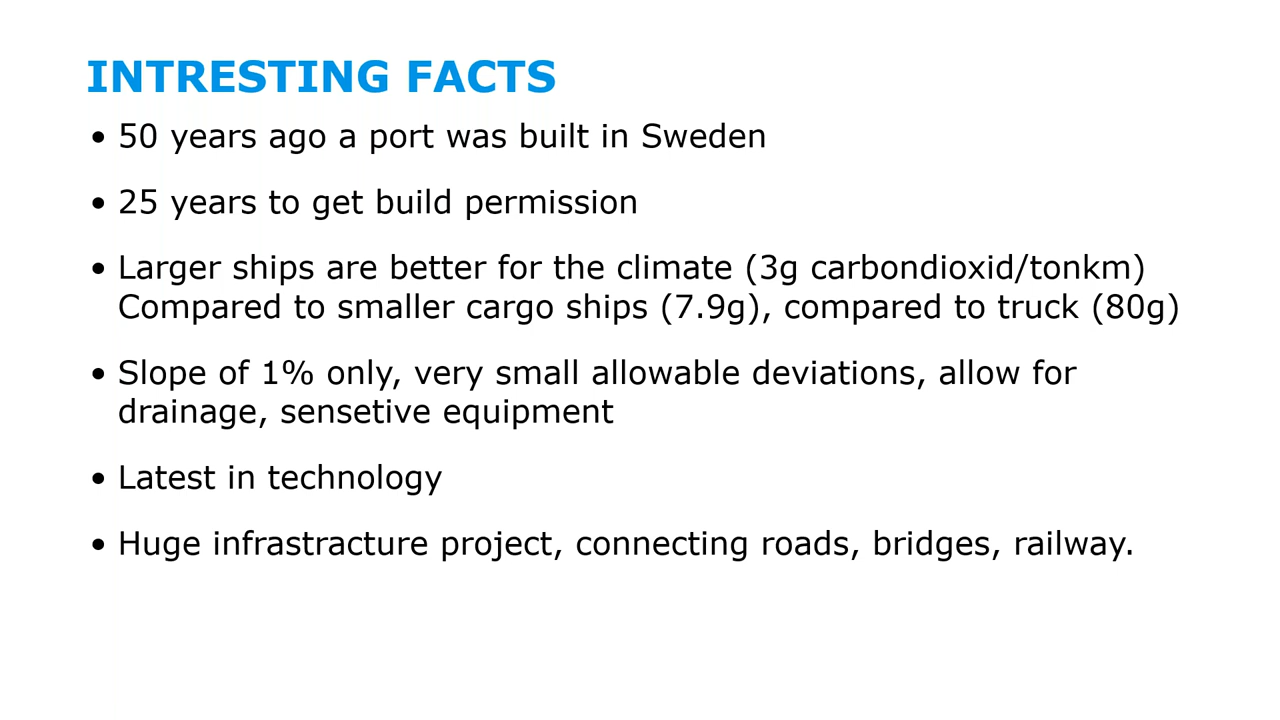 INTRESTING FACTS
• 50 years ago a port was built in Sweden
• 25 years to get build permission
• Larger ships are better for the climate (3g carbondioxid/tonkm)
Compared to smaller cargo ships (7.9g), compared to truck (80g)
• Slope of 1% only, very small allowable deviations, allow for
drainage, sensetive equipment
• Latest in technology
• Huge infrastracture project, connecting roads, bridges, railway.